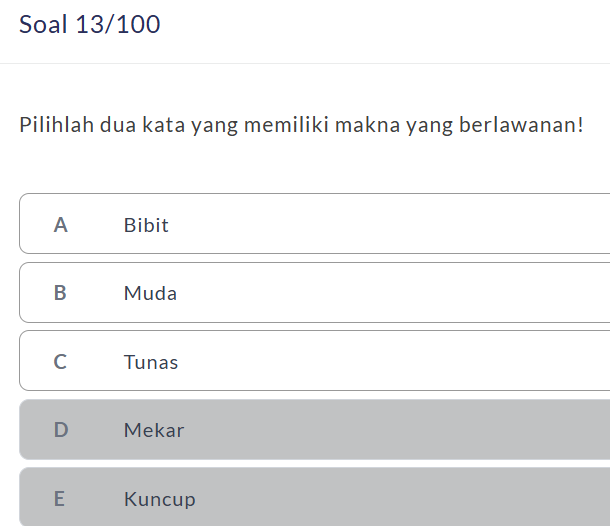 Soal 13/100
Pilihlah dua kata yang memiliki makna yang berlawanan!
A Bibit
B Muda
C Tunas
D Mekar
E Kuncup